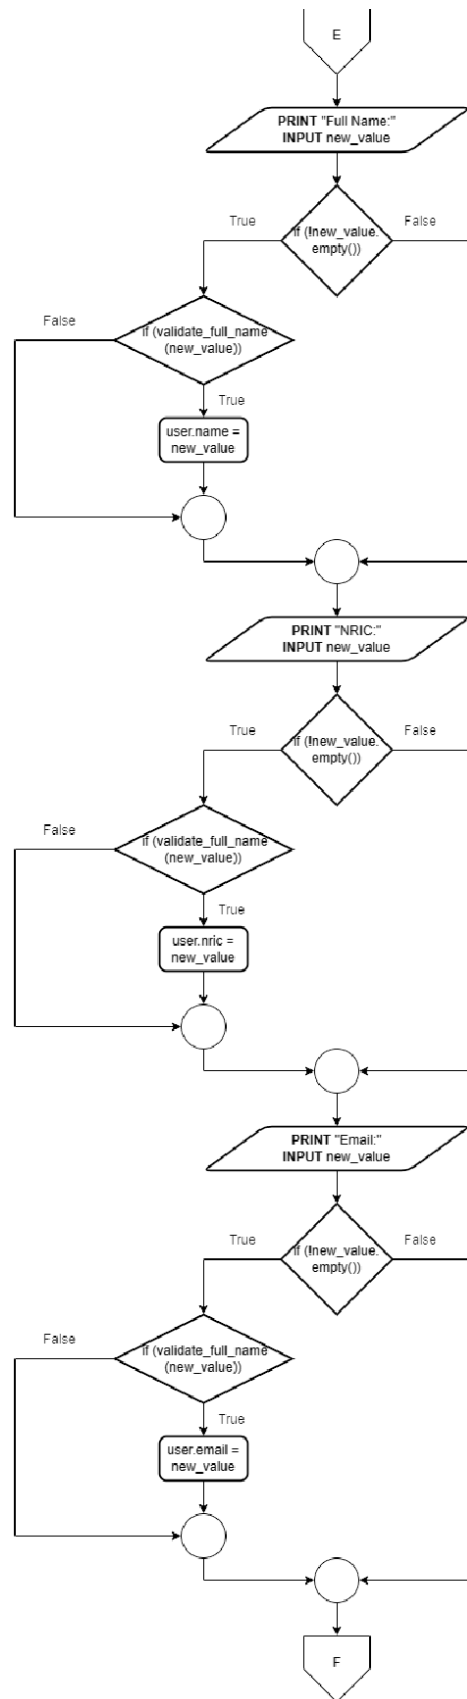 E
PRINT "Full Name:"
INPUT new_value
if (!new_value.
empty())
True
False
if (validate_full_name
(new_value))
False
True
user.name =
new_value
PRINT "NRIC:"
INPUT new_value
if (!new_value.
empty())
True
False
if (validate_full_name
(new_value))
False
True
user.nric =
new_value
PRINT "Email:"
INPUT new_value
if (!new_value.
empty())
True
False
if (validate_full_name
(new_value))
False
True
user.email =
new_value
F